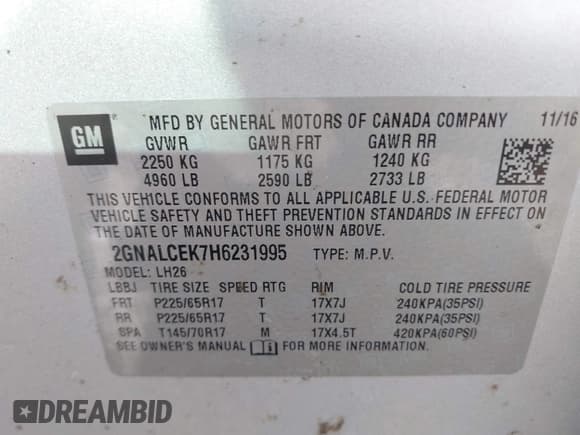 GM
MFD BY GENERAL MOTORS OF CANADA COMPANY 11/16
GVWR GAWR FRT GAWR RR
2250 KG 1175 KG 1240 KG
4960 LB 2590 LB 2733 LB
THIS VEHICLE CONFORMS TO ALL APPLICABLE U.S. FEDERAL MOTOR
VEHICLE SAFETY AND THEFT PREVENTION STANDARDS IN EFFECT ON
THE DATE OF MANUFACTURE SHOWN ABOVE.
2GNALCEK7H6231995 TYPE: M.P.V.
MODEL: LH26
LBBJ TIRE SIZE SPEED RTG RIM COLD TIRE PRESSURE
FRT P225/65R17 T 17X7J 240KPA(35PSI)
RR P225/65R17 T 17X7J 240KPA(35PSI)
SPA T145/70R17 M 17X4.5T 420KPA(60PSI)
SEE OWNER'S MANUAL i FOR MORE INFORMATION.
DREAMBID